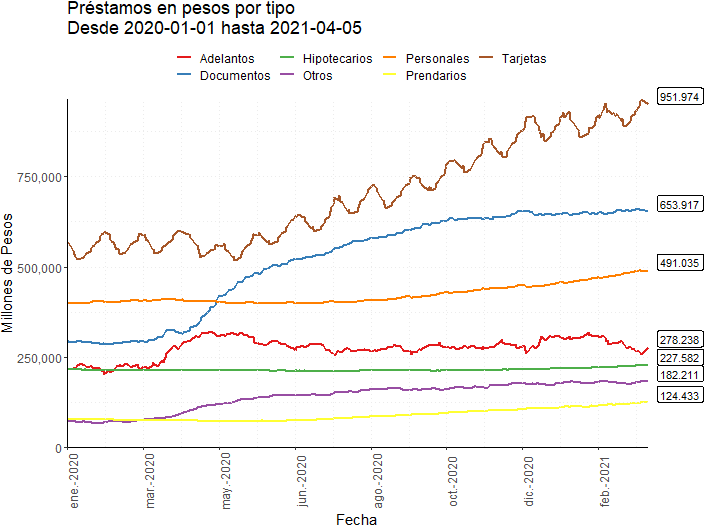 Préstamos en pesos por tipo
Desde 2020-01-01 hasta 2021-04-05
Adelantos Hipotecarios Personales Tarjetas
Documentos Otros Prendarios
951.974
750,000
653.917
Millones de Pesos
500,000
491.035
278.238
250,000
227.582
182.211
124.433
0
ene.-2020 mar.-2020 may.-2020 jun.-2020 ago.-2020 oct.-2020 dic.-2020 feb.-2021
Fecha